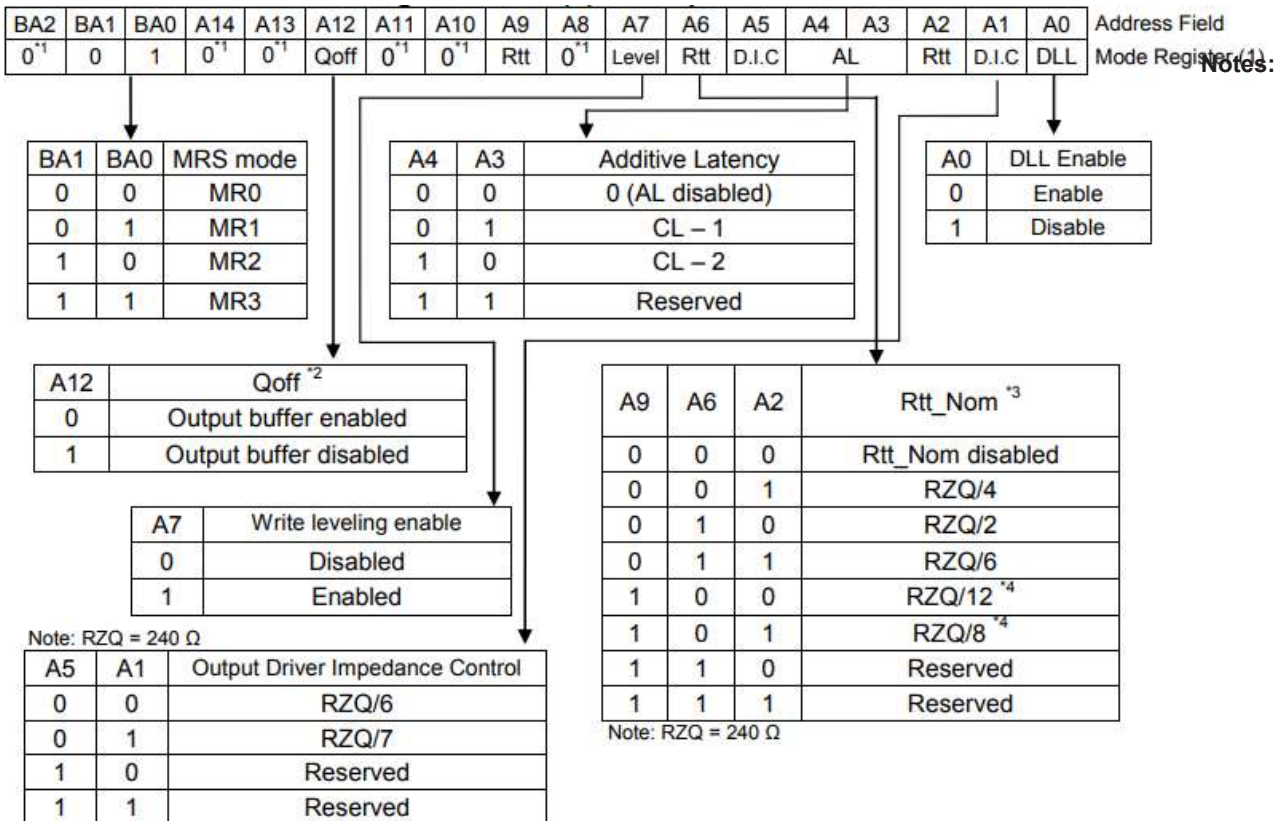 BA2 BA1 BA0 A14 A13 A12 A11 A10 A9 A8 A7 A6 A5 A4 A3 A2 A1 A0 Address Field
0*1 0 1 0*1 0*1 Qoff 0*1 0*1 Rtt 0*1 Level Rtt D.I.C AL Rtt D.I.C DLL Mode Register (1)
Notes:
BA1 BA0 MRS mode
0 0 MR0
0 1 MR1
1 0 MR2
1 1 MR3
A4 A3 Additive Latency
0 0 0 (AL disabled)
0 1 CL – 1
1 0 CL – 2
1 1 Reserved
A0 DLL Enable
0 Enable
1 Disable
A12 Qoff *2
0 Output buffer enabled
1 Output buffer disabled
A9 A6 A2 Rtt_Nom *3
0 0 0 Rtt_Nom disabled
0 0 1 RZQ/4
0 1 0 RZQ/2
0 1 1 RZQ/6
1 0 0 RZQ/12 *4
1 0 1 RZQ/8 *4
1 1 0 Reserved
1 1 1 Reserved
Note: RZQ = 240 Ω
A7 Write leveling enable
0 Disabled
1 Enabled
Note: RZQ = 240 Ω
A5 A1 Output Driver Impedance Control
0 0 RZQ/6
0 1 RZQ/7
1 0 Reserved
1 1 Reserved